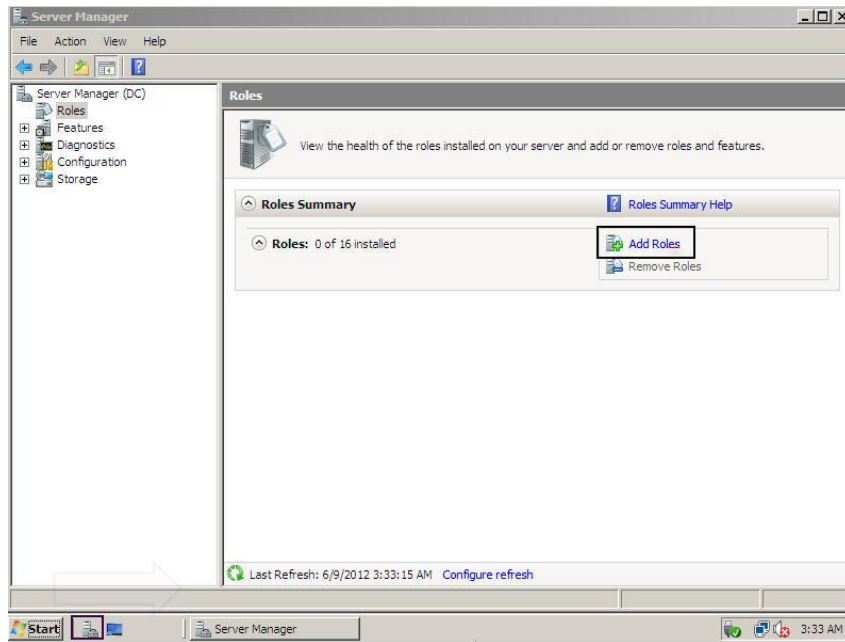 Server Manager
File Action View Help
Server Manager (DC)
Roles
Features
Diagnostics
Configuration
Storage
Roles
View the health of the roles installed on your server and add or remove roles and features.
Roles Summary
Roles Summary Help
Roles: 0 of 16 installed
Add Roles
Remove Roles
Last Refresh: 6/9/2012 3:33:15 AM Configure refresh
Start
Server Manager
3:33 AM